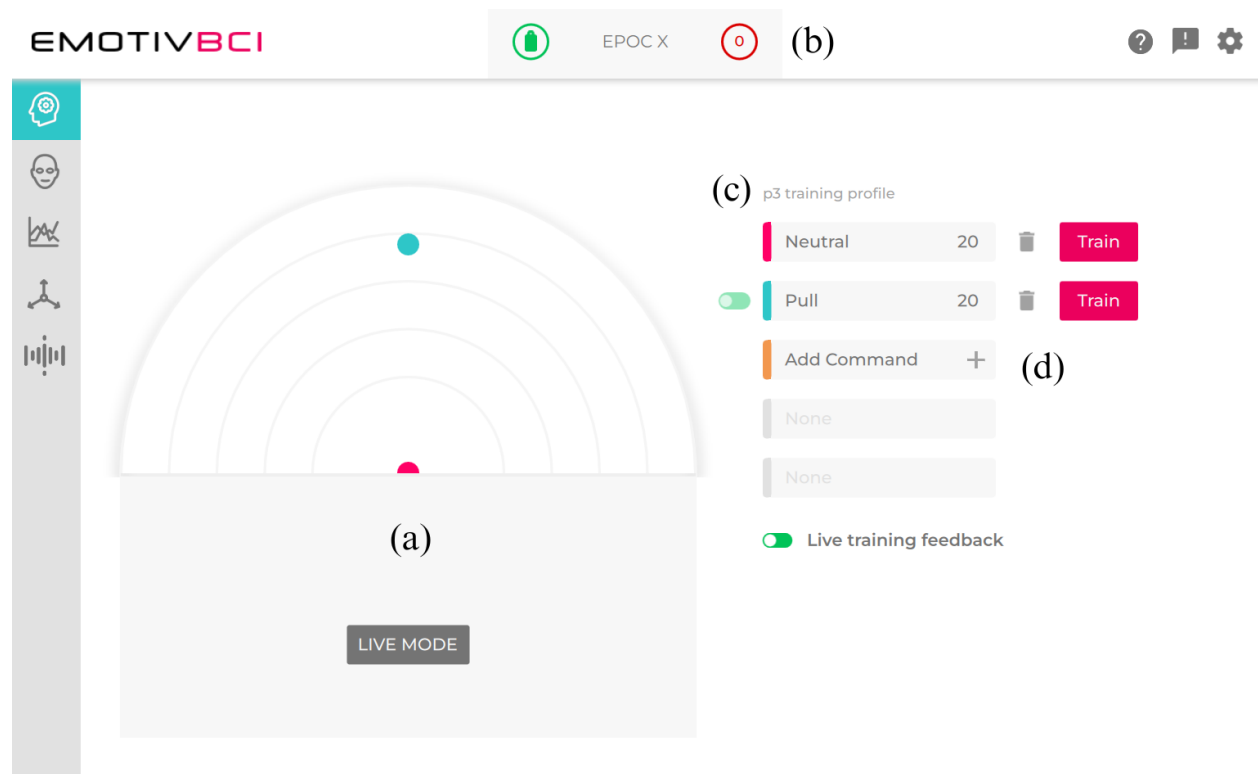 EMOTIVBCI
EPOC X
0
(b)
(c) p3 training profile
Neutral 20 Train
Pull 20 Train
Add Command +
(d)
None
None
(a)
Live training feedback
LIVE MODE